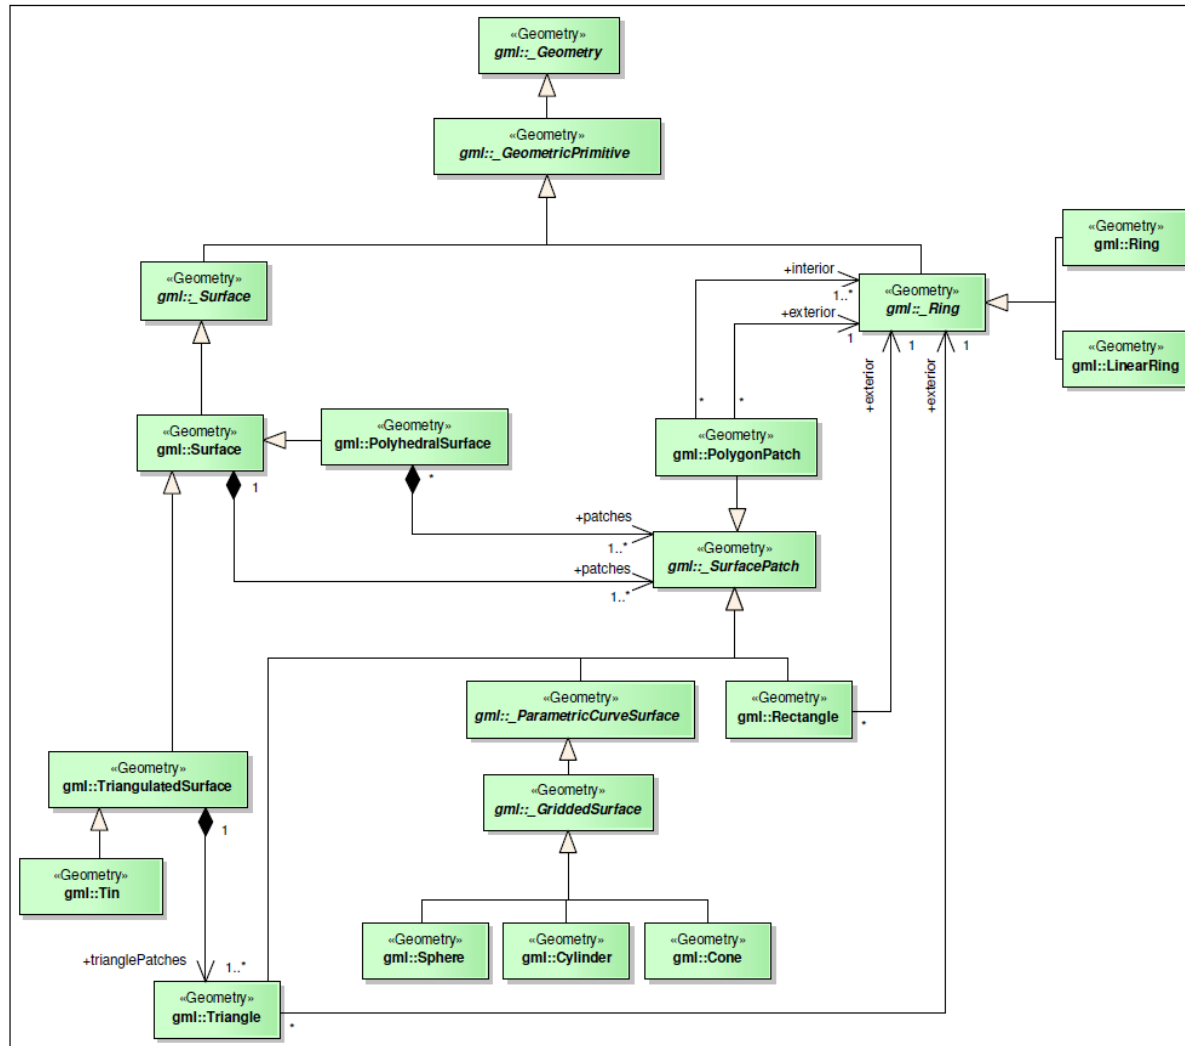 «Geometry»
gml::_Geometry
«Geometry»
gml::_GeometricPrimitive
«Geometry»
gml::Ring
«Geometry»
gml::_Surface
+interior
1..*
«Geometry»
gml::_Ring
+exterior
1
1
1
«Geometry»
gml::LinearRing
+exterior
+exterior
*
*
«Geometry»
gml::Surface
«Geometry»
gml::PolyhedralSurface
«Geometry»
gml::PolygonPatch
1
*
+patches
1..*
«Geometry»
gml::_SurfacePatch
+patches
1..*
«Geometry»
gml::_ParametricCurveSurface
«Geometry»
gml::Rectangle
*
«Geometry»
gml::TriangulatedSurface
«Geometry»
gml::_GriddedSurface
1
«Geometry»
gml::Tin
«Geometry»
gml::Sphere
«Geometry»
gml::Cylinder
«Geometry»
gml::Cone
+trianglePatches
1..*
«Geometry»
gml::Triangle
*